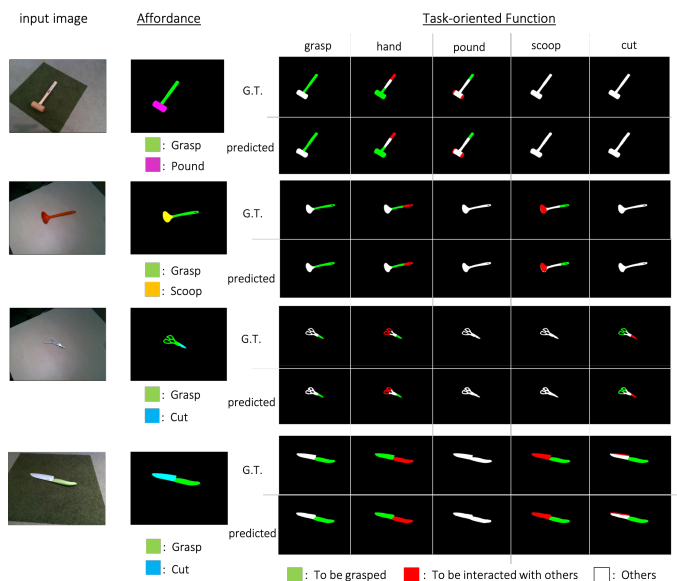 input image Affordance Task-oriented Function
grasp hand pound scoop cut
G.T.
: Grasp
: Pound
predicted
G.T.
: Grasp
: Scoop
predicted
G.T.
: Grasp
: Cut
predicted
G.T.
predicted
: Grasp
: Cut
: To be grasped : To be interacted with others : Others